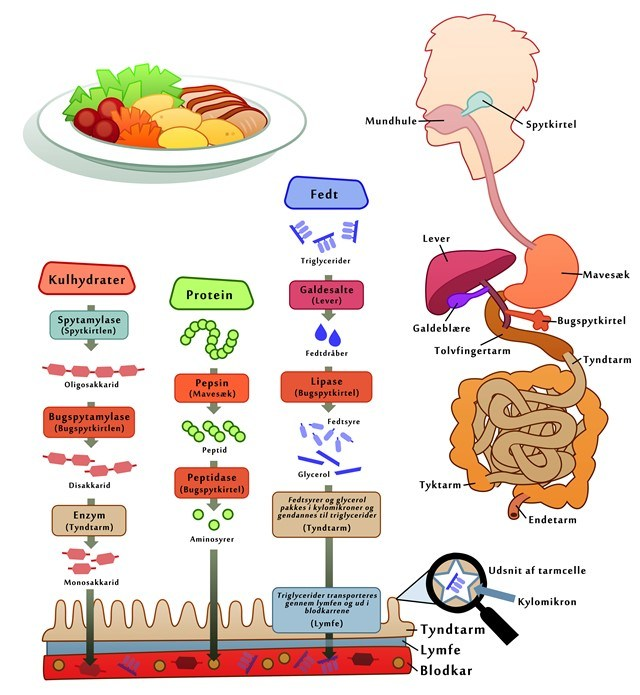 Mundhule
Spytkirtel
Lever
Mavesæk
Galdeblære
Bugspytkirtel
Tolvfingertarm
Tyndtarm
Tyktarm
Endetarm
Fedt
Triglycerider
Galdesalte
(Lever)
Fedtdråber
Lipase
(Bugspytkirtel)
Fedtsyre
Glycerol
Fedtsyrer og glycerol
pakkes i kylomikroner og
gendannes til triglycerider
(Tyndtarm)
Triglycerider transporteres
gennem lymfen og ud i
blodkarrene
(Lymfe)
Kulhydrater
Spytamylase
(Spytkirtlen)
Oligosakkarid
Bugspytamylase
(Bugspytkirtlen)
Disakkarid
Enzym
(Tyndtarm)
Monosakkarid
Protein
Pepsin
(Mavesæk)
Peptid
Peptidase
(Bugspytkirtel)
Aminosyrer
Udsnit af tarmcelle
Kylomikron
Tyndtarm
Lymfe
Blodkar